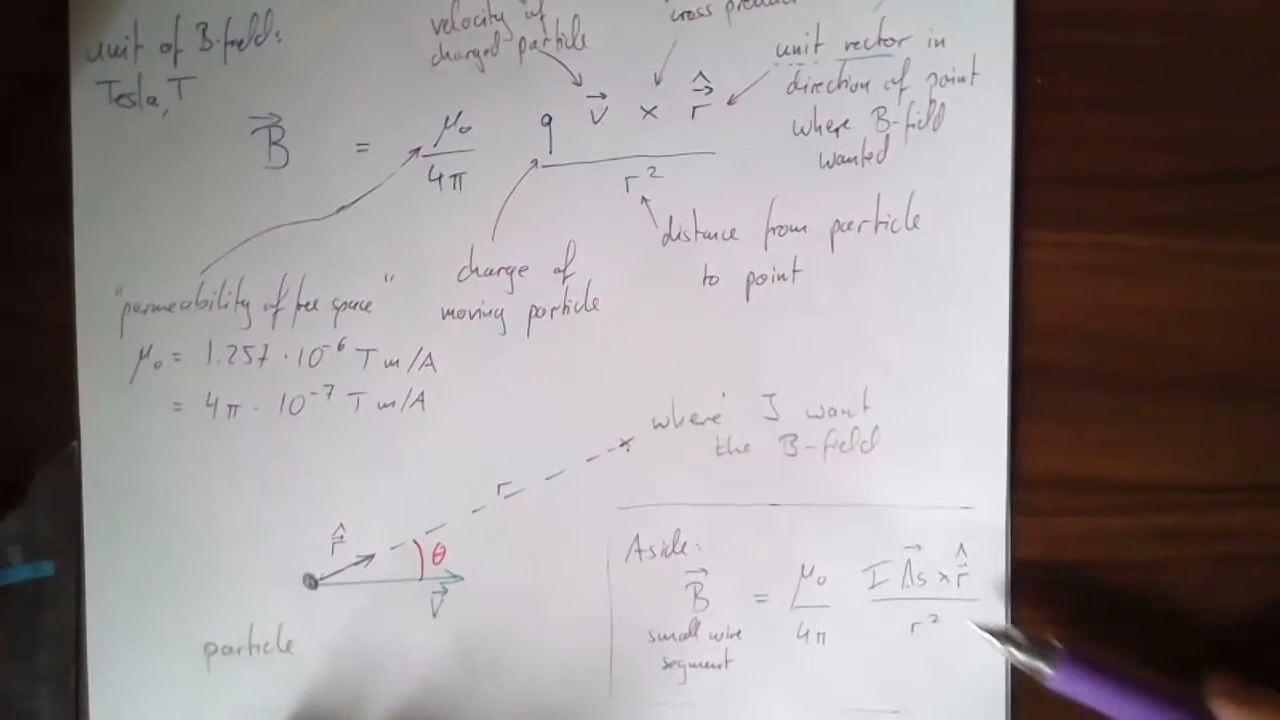 unit of B-field:
Tesla, T
velocity of
charged particle
cross product
unit vector in
direction of point
where B-field
wanted
B⃗ = μ₀/4π q v⃗ × r̂/r²
distance from particle
to point
charge of
moving particle
"permeability of free space"
μ₀ = 1.257 · 10⁻⁶ T m/A
= 4π · 10⁻⁷ T m/A
where I want
the B-field
r
r̂
θ
v⃗
particle
Aside:
B⃗ = μ₀/4π I Δs⃗ × r̂/r²
small wire
segment